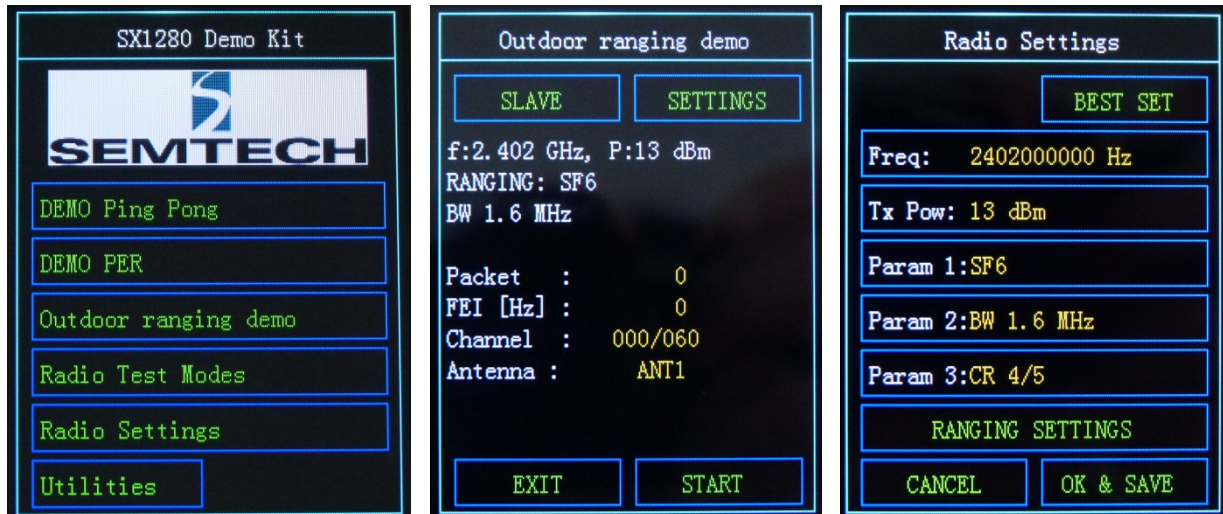 SX1280 Demo Kit
SEMTECH
DEMO Ping Pong
DEMO PER
Outdoor ranging demo
Radio Test Modes
Radio Settings
Utilities
Outdoor ranging demo
SLAVE SETTINGS
f:2.402 GHz, P:13 dBm
RANGING: SF6
BW 1.6 MHz
Packet : 0
FEI [Hz] : 0
Channel : 000/060
Antenna : ANT1
EXIT START
Radio Settings
BEST SET
Freq: 2402000000 Hz
Tx Pow: 13 dBm
Param 1:SF6
Param 2:BW 1.6 MHz
Param 3:CR 4/5
RANGING SETTINGS
CANCEL OK & SAVE